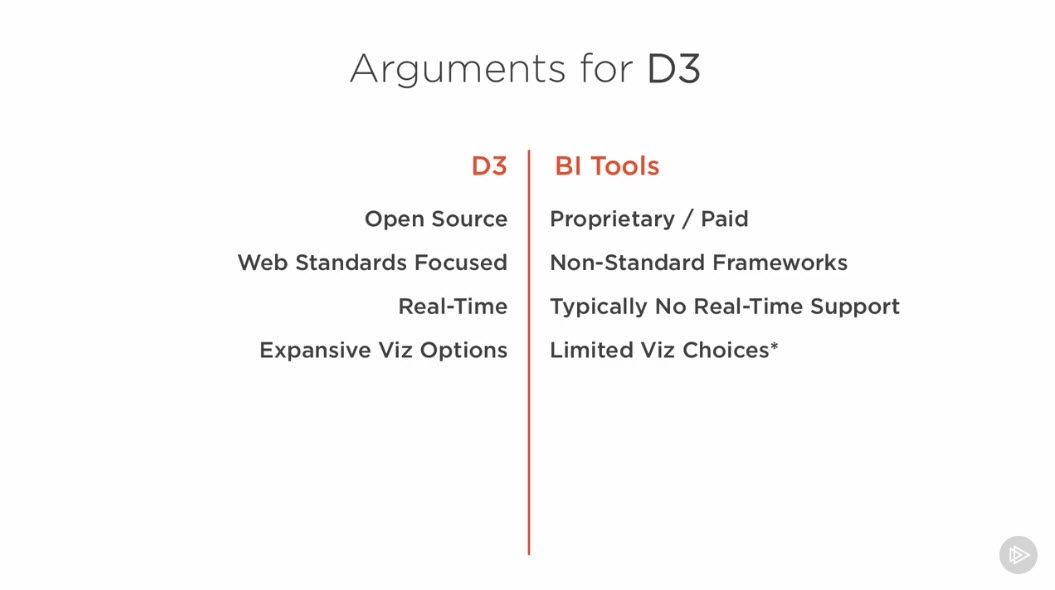 Arguments for D3
D3
BI Tools
Open Source
Proprietary / Paid
Web Standards Focused
Non-Standard Frameworks
Real-Time
Typically No Real-Time Support
Expansive Viz Options
Limited Viz Choices*